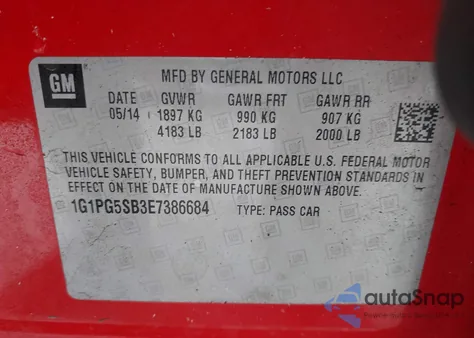 GM
MFD BY GENERAL MOTORS LLC
DATE GVWR GAWR FRT GAWR RR
05/14 1897 KG 990 KG 907 KG
4183 LB 2183 LB 2000 LB
THIS VEHICLE CONFORMS TO ALL APPLICABLE U.S. FEDERAL MOTOR
VEHICLE SAFETY, BUMPER, AND THEFT PREVENTION STANDARDS IN
EFFECT ON THE DATE OF MANUFACTURE SHOWN ABOVE.
1G1PG5SB3E7386684 TYPE: PASS CAR
autoSnap